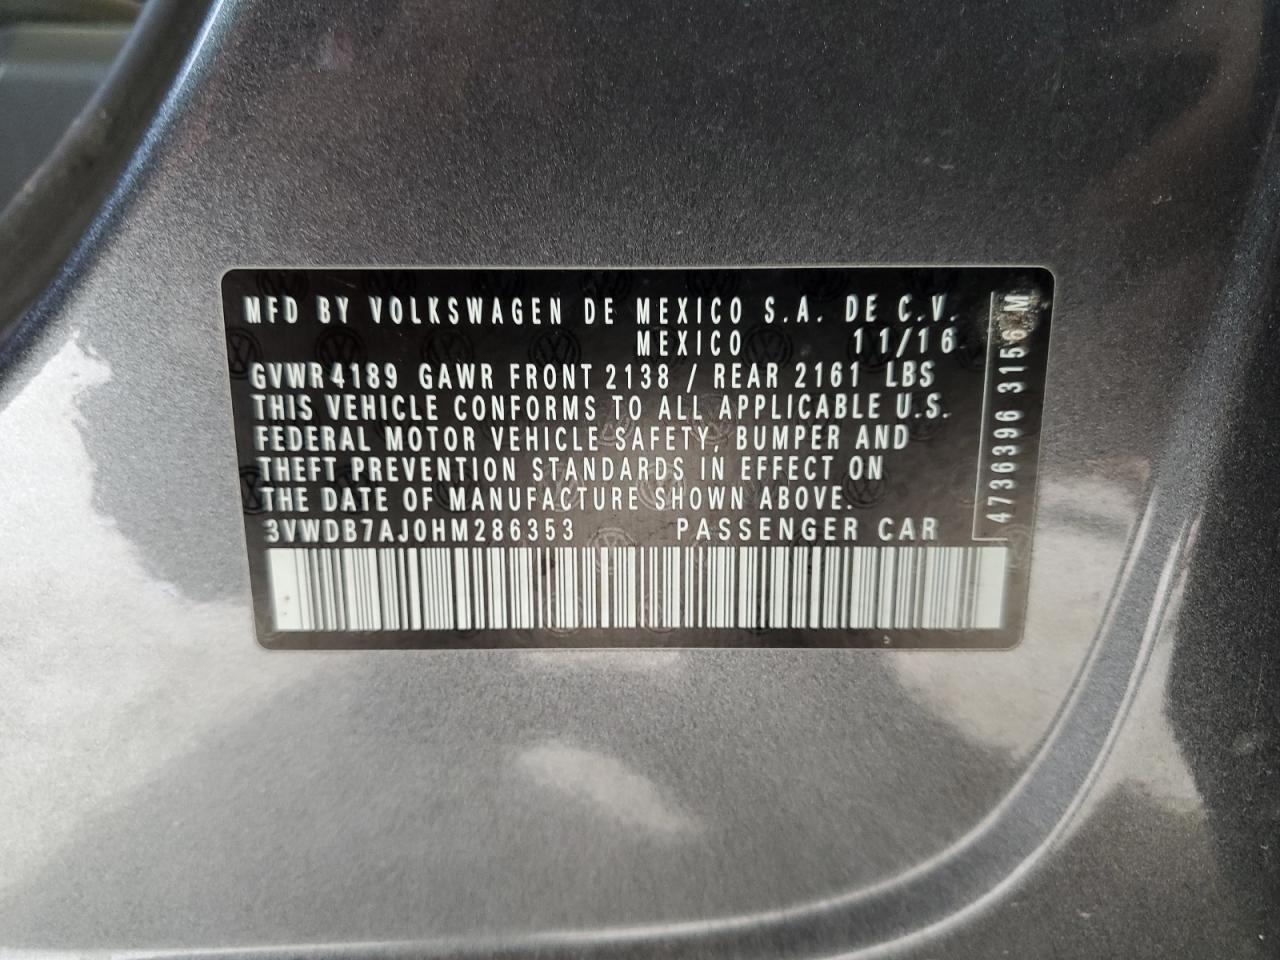 MFD BY VOLKSWAGEN DE MEXICO S.A. DE C.V.
MEXICO 11/16
GVWR 4189 GAWR FRONT 2138 / REAR 2161 LBS
THIS VEHICLE CONFORMS TO ALL APPLICABLE U.S.
FEDERAL MOTOR VEHICLE SAFETY, BUMPER AND
THEFT PREVENTION STANDARDS IN EFFECT ON
THE DATE OF MANUFACTURE SHOWN ABOVE.
3VWDB7AJ0HM286353 PASSENGER CAR
4736396 3156 M